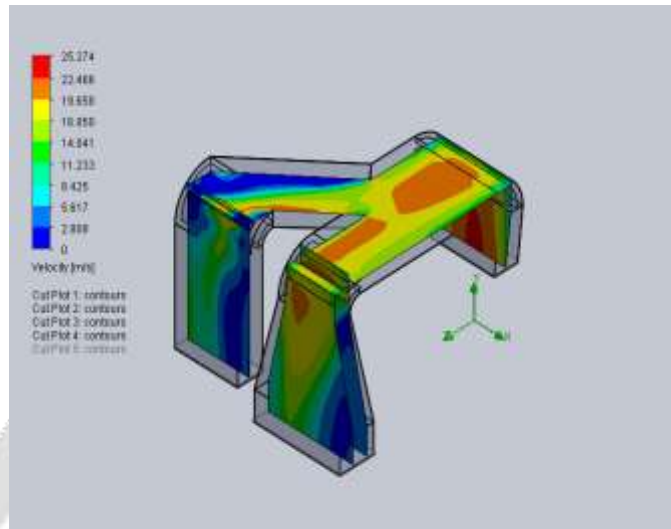 25.274
22.466
19.658
16.850
14.041
11.233
8.425
5.617
2.808
0
Velocity [m/s]
Cut Plot 1: contours
Cut Plot 2: contours
Cut Plot 3: contours
Cut Plot 4: contours
Cut Plot 5: contours